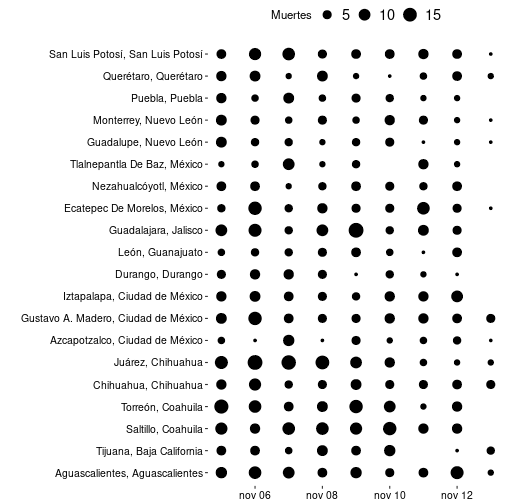 Muertes 5 10 15
San Luis Potosí, San Luis Potosí
Querétaro, Querétaro
Puebla, Puebla
Monterrey, Nuevo León
Guadalupe, Nuevo León
Tlalnepantla De Baz, México
Nezahualcóyotl, México
Ecatepec De Morelos, México
Guadalajara, Jalisco
León, Guanajuato
Durango, Durango
Iztapalapa, Ciudad de México
Gustavo A. Madero, Ciudad de México
Azcapotzalco, Ciudad de México
Juárez, Chihuahua
Chihuahua, Chihuahua
Torreón, Coahuila
Saltillo, Coahuila
Tijuana, Baja California
Aguascalientes, Aguascalientes
nov 06 nov 08 nov 10 nov 12